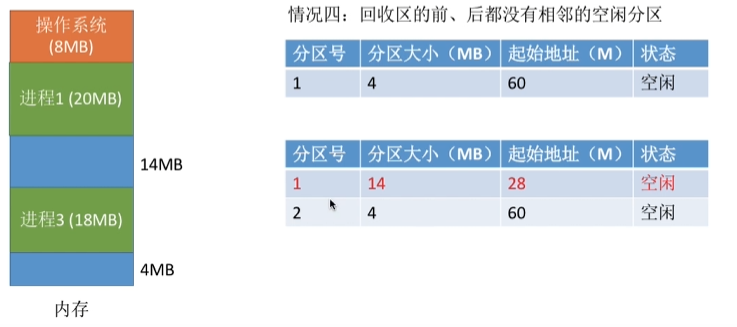 操作系统
(8MB)
进程1 (20MB)
14MB
进程3 (18MB)
4MB
内存
情况四：回收区的前、后都没有相邻的空闲分区
分区号 分区大小（MB） 起始地址（M） 状态
1 4 60 空闲
分区号 分区大小（MB） 起始地址（M） 状态
1 14 28 空闲
2 4 60 空闲